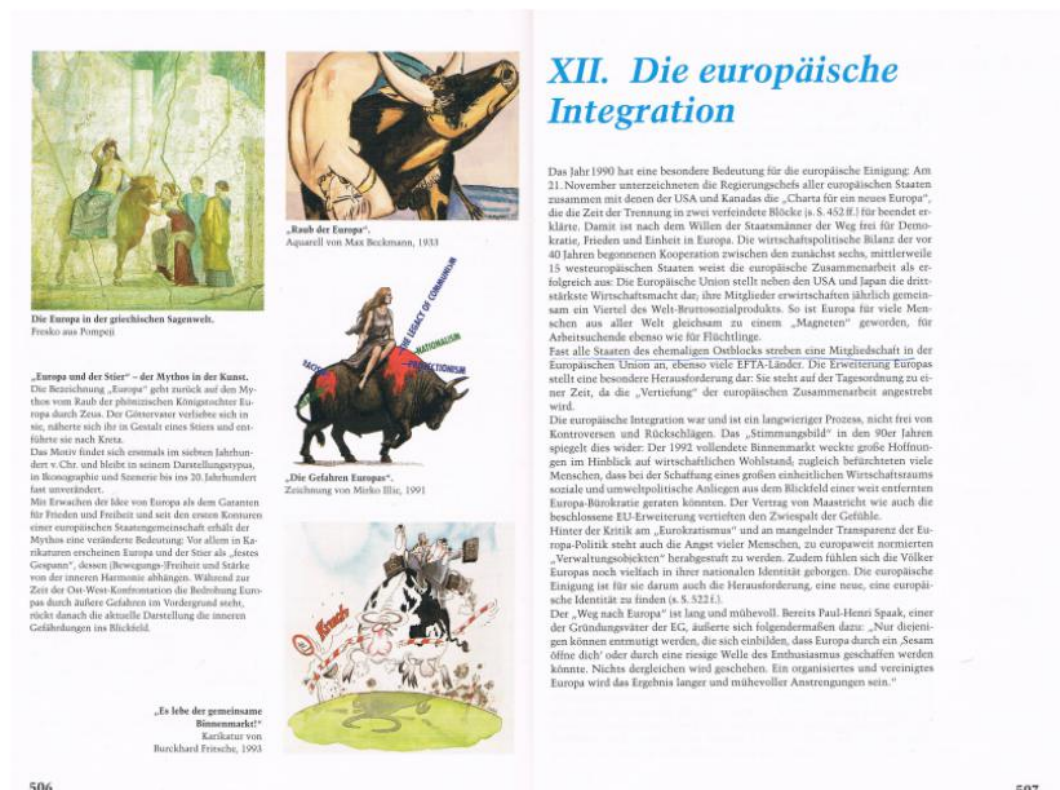 „Raub der Europa".
Aquarell von Max Beckmann, 1933
Die Europa in der griechischen Sagenwelt.
Fresko aus Pompeji
„Europa und der Stier" – der Mythos in der Kunst.
Die Bezeichnung „Europa" geht zurück auf den My-
thos vom Raub der phönizischen Königstochter Eu-
ropa durch Zeus. Der Göttervater verliebte sich in
sie, näherte sich ihr in Gestalt eines Stiers und ent-
führte sie nach Kreta.
Das Motiv findet sich erstmals im siebten Jahrhun-
dert v. Chr. und bleibt in seinem Darstellungstypus,
in Ikonographie und Szenerie bis ins 20. Jahrhundert
fast unverändert.
Mit Erwachen der Idee von Europa als dem Garanten
für Frieden und Freiheit und seit den ersten Konturen
einer europäischen Staatengemeinschaft erhält der
Mythos eine veränderte Bedeutung: Vor allem in Ka-
rikaturen erscheinen Europa und der Stier als „festes
Gespann", dessen (Bewegungs-)Freiheit und Stärke
von der inneren Harmonie abhängen. Während zur
Zeit der Ost-West-Konfrontation die Bedrohung Euro-
pas durch äußere Gefahren im Vordergrund steht,
rückt danach die aktuelle Darstellung die inneren
Gefährdungen ins Blickfeld.
THE LEGACY OF COMMUNISM
NATIONALISM
PROTECTIONISM
„Die Gefahren Europas".
Zeichnung von Mirko Illic, 1991
„Es lebe der gemeinsame
Binnenmarkt!"
Karikatur von
Burckhard Fritsche, 1993
506
XII. Die europäische
Integration
Das Jahr 1990 hat eine besondere Bedeutung für die europäische Einigung: Am
21. November unterzeichneten die Regierungschefs aller europäischen Staaten
zusammen mit denen der USA und Kanadas die „Charta für ein neues Europa",
die die Zeit der Trennung in zwei verfeindete Blöcke (s. S. 452 ff.) für beendet er-
klärte. Damit ist nach dem Willen der Staatsmänner der Weg frei für Demo-
kratie, Frieden und Einheit in Europa. Die wirtschaftspolitische Bilanz der vor
40 Jahren begonnenen Kooperation zwischen den zunächst sechs, mittlerweile
15 westeuropäischen Staaten weist die europäische Zusammenarbeit als er-
folgreich aus: Die Europäische Union stellt neben den USA und Japan die dritt-
stärkste Wirtschaftsmacht dar; ihre Mitglieder erwirtschaften jährlich gemein-
sam ein Viertel des Welt-Bruttosozialprodukts. So ist Europa für viele Men-
schen aus aller Welt gleichsam zu einem „Magneten" geworden, für
Arbeitsuchende ebenso wie für Flüchtlinge.
Fast alle Staaten des ehemaligen Ostblocks streben eine Mitgliedschaft in der
Europäischen Union an, ebenso viele EFTA-Länder. Die Erweiterung Europas
stellt eine besondere Herausforderung dar: Sie steht auf der Tagesordnung zu ei-
ner Zeit, da die „Vertiefung" der europäischen Zusammenarbeit angestrebt
wird.
Die europäische Integration war und ist ein langwieriger Prozess, nicht frei von
Kontroversen und Rückschlägen. Das „Stimmungsbild" in den 90er Jahren
spiegelt dies wider: Der 1992 vollendete Binnenmarkt weckte große Hoffnun-
gen im Hinblick auf wirtschaftlichen Wohlstand; zugleich befürchteten viele
Menschen, dass bei der Schaffung eines großen einheitlichen Wirtschaftsraums
soziale und umweltpolitische Anliegen aus dem Blickfeld einer weit entfernten
Europa-Bürokratie geraten könnten. Der Vertrag von Maastricht wie auch die
beschlossene EU-Erweiterung vertieften den Zwiespalt der Gefühle.
Hinter der Kritik am „Eurokratismus" und an mangelnder Transparenz der Eu-
ropa-Politik steht auch die Angst vieler Menschen, zu europaweit normierten
„Verwaltungsobjekten" herabgestuft zu werden. Zudem fühlen sich die Völker
Europas noch vielfach in ihrer nationalen Identität geborgen. Die europäische
Einigung ist für sie darum auch die Herausforderung, eine neue, eine europäi-
sche Identität zu finden (s. S. 522 f.).
Der „Weg nach Europa" ist lang und mühevoll. Bereits Paul-Henri Spaak, einer
der Gründungsväter der EG, äußerte sich folgendermaßen dazu: „Nur diejeni-
gen können entmutigt werden, die sich einbilden, dass Europa durch ein ‚Sesam
öffne dich' oder durch eine riesige Welle des Enthusiasmus geschaffen werden
könnte. Nichts dergleichen wird geschehen. Ein organisiertes und vereinigtes
Europa wird das Ergebnis langer und mühevoller Anstrengungen sein."
507